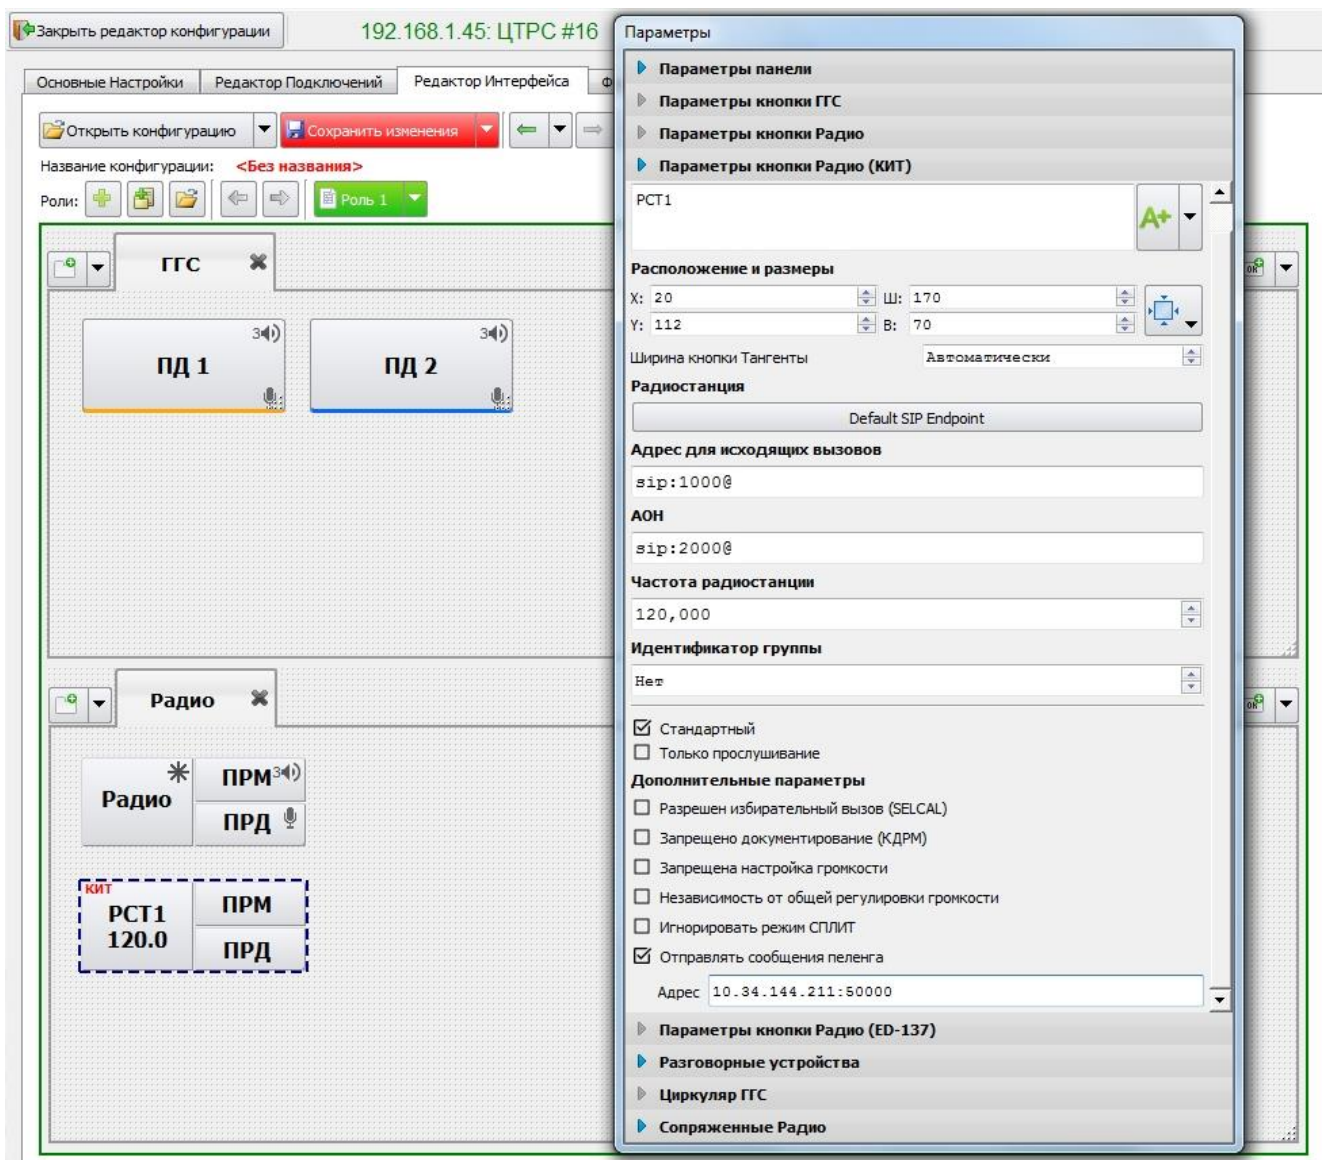 Закрыть редактор конфигурации
192.168.1.45: ЦТРС #16
Основные Настройки
Редактор Подключений
Редактор Интерфейса
Ф
Открыть конфигурацию
Сохранить изменения
Название конфигурации: <Без названия>
Роли:
Роль 1
ГГС
3
ПД 1
3
ПД 2
Радио
Радио
ПРМ
3
ПРД
КИТ
РСТ1
120.0
ПРМ
ПРД
Параметры
Параметры панели
Параметры кнопки ГГС
Параметры кнопки Радио
Параметры кнопки Радио (КИТ)
РСТ1
A+
Расположение и размеры
X: 20
Ш: 170
Y: 112
В: 70
Ширина кнопки Тангенты
Автоматически
Радиостанция
Default SIP Endpoint
Адрес для исходящих вызовов
sip:1000@
АОН
sip:2000@
Частота радиостанции
120,000
Идентификатор группы
Нет
Стандартный
Только прослушивание
Дополнительные параметры
Разрешен избирательный вызов (SELCAL)
Запрещено документирование (КДРМ)
Запрещена настройка громкости
Независимость от общей регулировки громкости
Игнорировать режим СПЛИТ
Отправлять сообщения пеленга
Адрес 10.34.144.211:50000
Параметры кнопки Радио (ED-137)
Разговорные устройства
Циркуляр ГГС
Сопряженные Радио